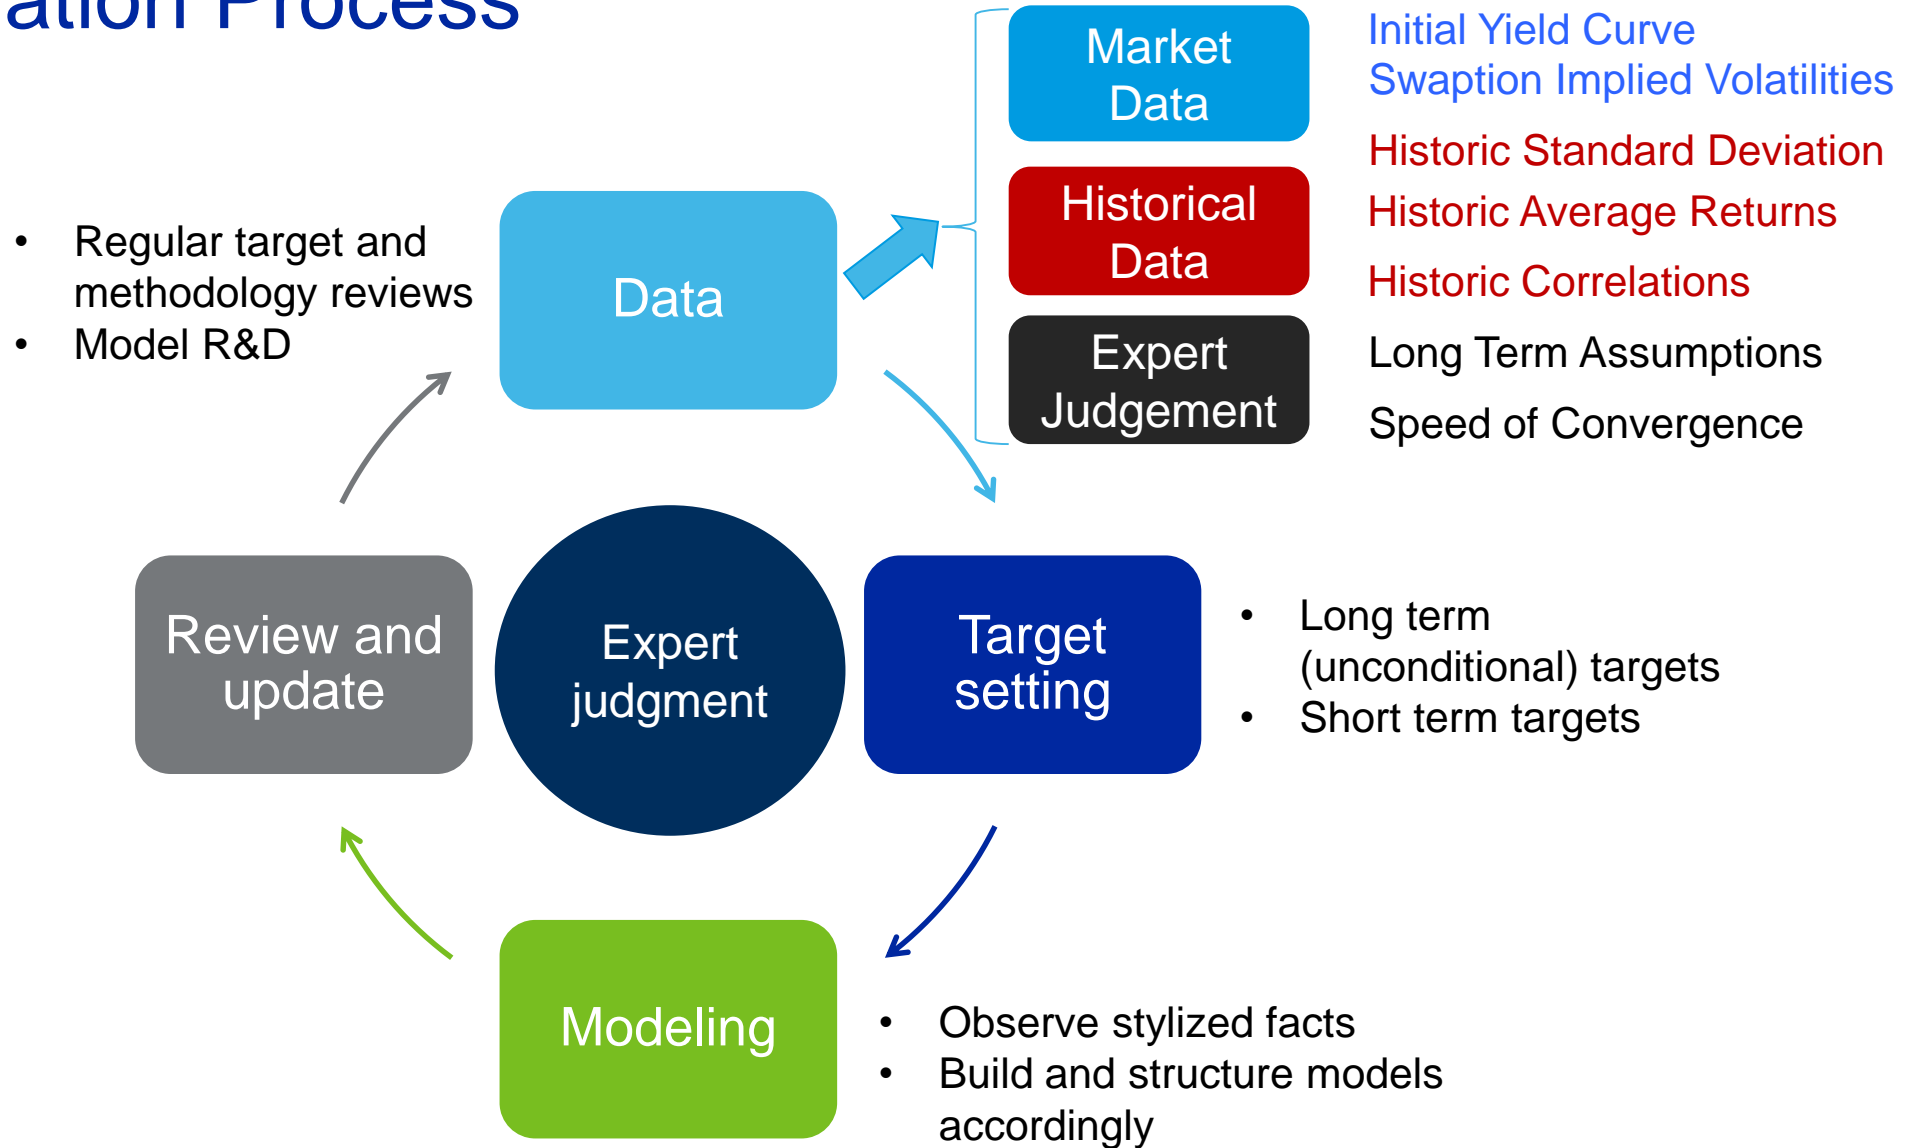 ation Process
Market
Data
Initial Yield Curve
Swaption Implied Volatilities
Historical
Data
Historic Standard Deviation
Historic Average Returns
Historic Correlations
Expert
Judgement
Long Term Assumptions
Speed of Convergence
• Regular target and
methodology reviews
• Model R&D
Data
Review and
update
Expert
judgment
Target
setting
• Long term
(unconditional) targets
• Short term targets
Modeling
• Observe stylized facts
• Build and structure models
accordingly